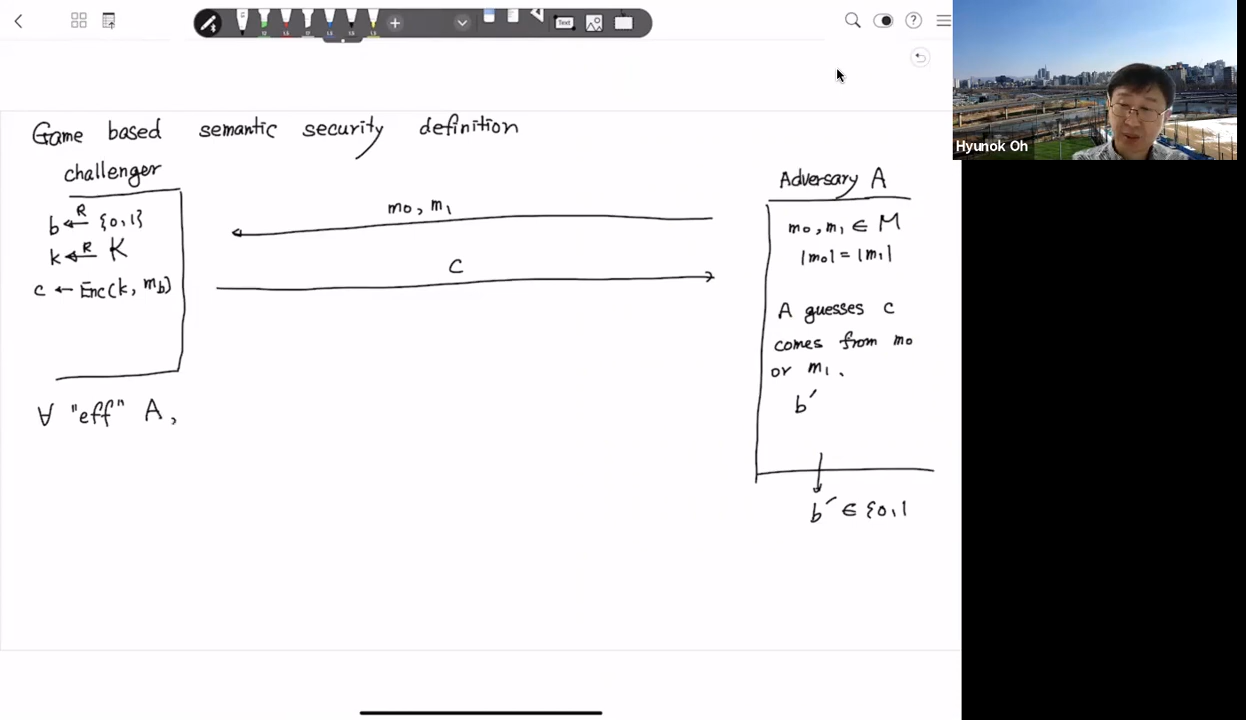 Game based semantic security definition
challenger
b ←R {0,1}
k ←R K
c ← Enc(k, mb)
∀ "eff" A,
m0, m1
C
Adversary A
m0, m1 ∈ M
|m0| = |m1|
A guesses c
comes from m0
or m1.
b′
b′ ∈ {0,1
Text
Hyunok Oh